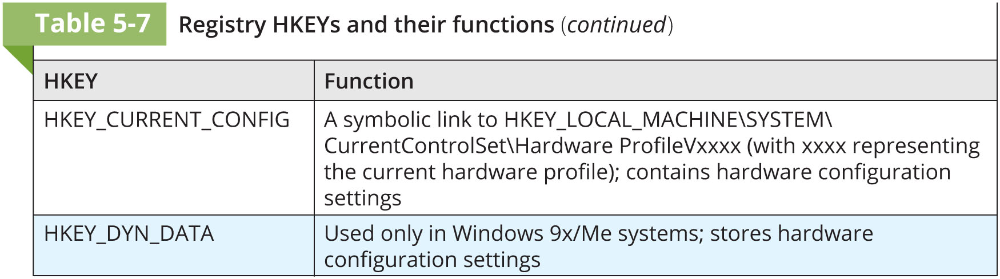 Table 5-7 Registry HKEYs and their functions (continued)
HKEY Function
HKEY_CURRENT_CONFIG A symbolic link to HKEY_LOCAL_MACHINE\SYSTEM\
CurrentControlSet\Hardware ProfileVxxxx (with xxxx representing
the current hardware profile); contains hardware configuration
settings
HKEY_DYN_DATA Used only in Windows 9x/Me systems; stores hardware
configuration settings